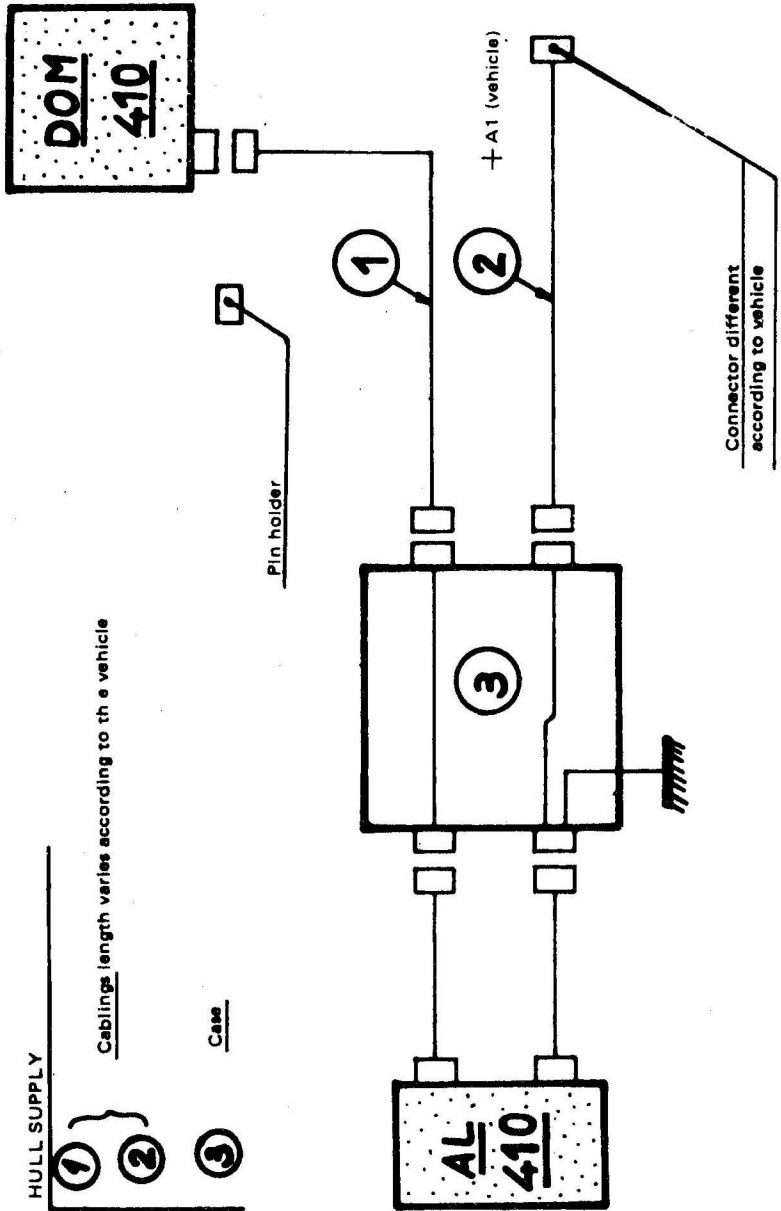 HULL SUPPLY
1
2
Cablings length varies according to th e vehicle
3
Case
Pin holder
DOM
410
1
2
+ A1 (vehicle)
3
AL
410
Connector different
according to vehicle